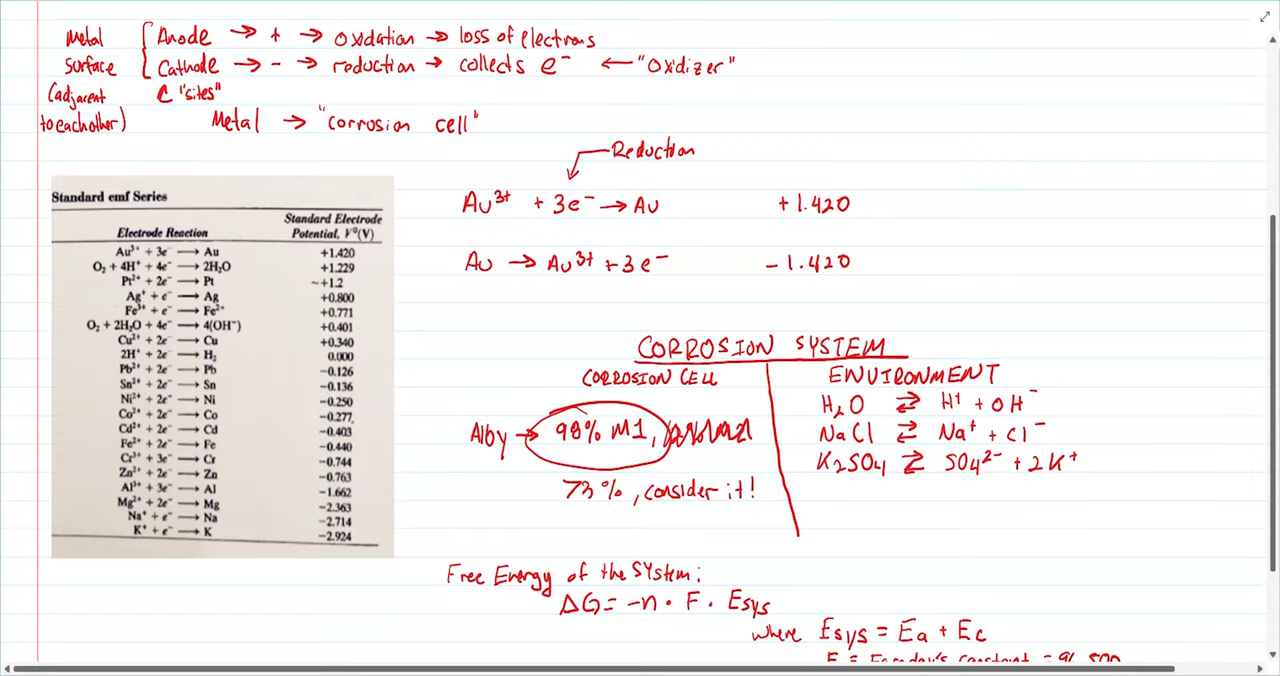 Metal Anode → + → oxidation → loss of electrons
Surface Cathode → - → reduction → collects e⁻ ← "Oxidizer"
(adjacent "sites"
to each other) Metal → "corrosion cell"
Reduction
Au³⁺ + 3e⁻ → Au +1.420
Au → Au³⁺ + 3e⁻ -1.420
Standard emf Series
Electrode Reaction Standard Electrode Potential, V⁰(V)
Au³⁺ + 3e⁻ → Au +1.420
O₂ + 4H⁺ + 4e⁻ → 2H₂O +1.229
Pt²⁺ + 2e⁻ → Pt ~+1.2
Ag⁺ + e⁻ → Ag +0.800
Fe³⁺ + e⁻ → Fe²⁺ +0.771
O₂ + 2H₂O + 4e⁻ → 4(OH⁻) +0.401
Cu²⁺ + 2e⁻ → Cu +0.340
2H⁺ + 2e⁻ → H₂ 0.000
Pb²⁺ + 2e⁻ → Pb -0.126
Sn²⁺ + 2e⁻ → Sn -0.136
Ni²⁺ + 2e⁻ → Ni -0.250
Co²⁺ + 2e⁻ → Co -0.277
Cd²⁺ + 2e⁻ → Cd -0.403
Fe²⁺ + 2e⁻ → Fe -0.440
Cr³⁺ + 3e⁻ → Cr -0.744
Zn²⁺ + 2e⁻ → Zn -0.763
Al³⁺ + 3e⁻ → Al -1.662
Mg²⁺ + 2e⁻ → Mg -2.363
Na⁺ + e⁻ → Na -2.714
K⁺ + e⁻ → K -2.924
CORROSION SYSTEM
CORROSION CELL ENVIRONMENT
H₂O ⇄ H⁺ + OH⁻
Alloy → 98% M1, NaCl ⇄ Na⁺ + Cl⁻
K₂SO₄ ⇄ SO₄²⁻ + 2K⁺
73%, consider it!
Free Energy of the System:
ΔG = -n · F · Esys
where Esys = Ea + Ec
F = Faraday's constant =